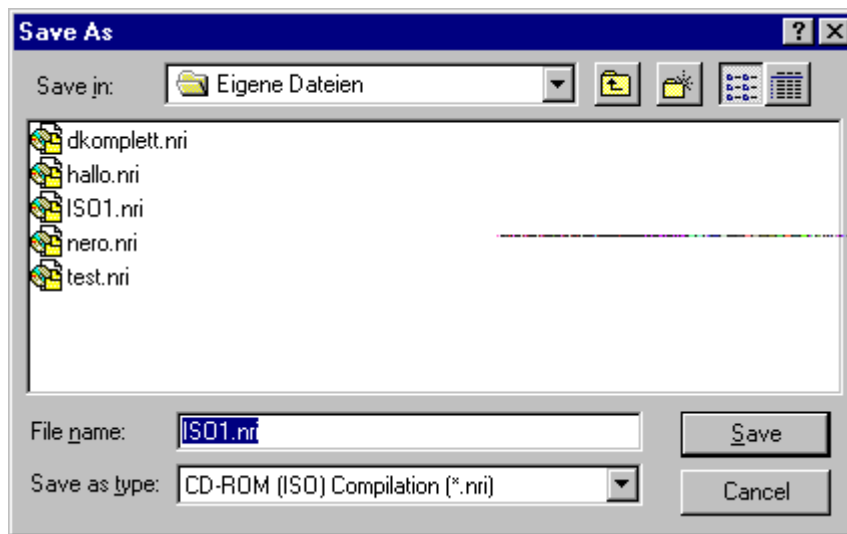 Save As
Save in: Eigene Dateien
dkomplett.nri
hallo.nri
ISO1.nri
nero.nri
test.nri
File name: ISO1.nri Save
Save as type: CD-ROM (ISO) Compilation (*.nri) Cancel